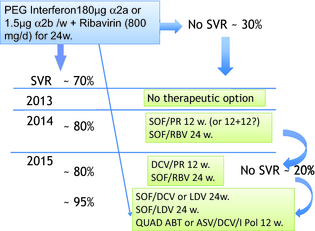 PEG Interferon180µg α2a or
1.5µg α2b /w + Ribavirin (800
mg/d) for 24w.
No SVR ~ 30%
SVR ~ 70%
2013
No therapeutic option
2014 ~ 80%
SOF/PR 12 w. (or 12+12?)
SOF/RBV 24 w.
2015
~ 80%
DCV/PR 12 w.
SOF/RBV 24 w.
No SVR ~ 20%
~ 95%
SOF/DCV or LDV 24w.
SOF/LDV 24 w.
QUAD ABT or ASV/DCV/I Pol 12 w.